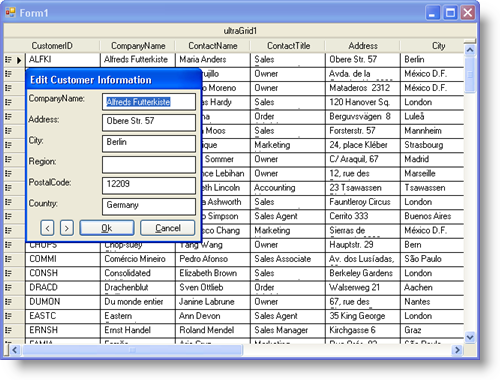 Form1
ultraGrid1
CustomerID CompanyName ContactName ContactTitle Address City
ALFKI Alfreds Futterkiste Maria Anders Sales Obere Str. 57 Berlin
Trujillo Owner Avda. de la México D.F.
Moreno Owner Mataderos 2312 México D.F.
Hardy Sales 120 Hanover Sq. London
Order Berguvsvägen 8 Luleå
Moos Sales Forsterstr. 57 Mannheim
Marketing 24, place Kléber Strasbourg
Sommer Owner C/ Araquil, 67 Madrid
Lebihan Owner 12, rue des Marseille
Lincoln Accounting 23 Tsawassen Tsawassen
Ashworth Sales Fauntleroy Circus London
Simpson Sales Agent Cerrito 333 Buenos Aires
Chang Marketing Sierras de México D.F.
CHOPS Chop-suey Yang Wang Owner Hauptstr. 29 Bern
COMMI Comércio Mineiro Pedro Afonso Sales Associate Av. dos Lusíadas, São Paulo
CONSH Consolidated Elizabeth Brown Sales Berkeley Gardens London
DRACD Drachenblut Sven Ottlieb Order Walserweg 21 Aachen
DUMON Du monde entier Janine Labrune Owner 67, rue des Nantes
EASTC Eastern Ann Devon Sales Agent 35 King George London
ERNSH Ernst Handel Roland Mendel Sales Manager Kirchgasse 6 Graz
Edit Customer Information
CompanyName: Alfreds Futterkiste
Address: Obere Str. 57
City: Berlin
Region:
PostalCode: 12209
Country: Germany
< > Ok Cancel